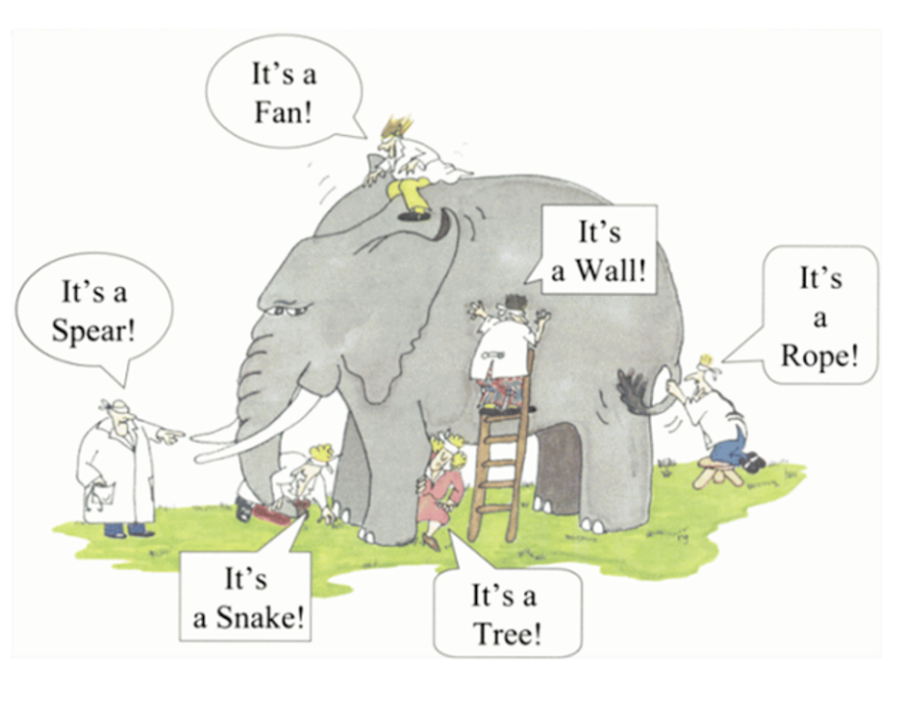 It’s a
Fan!
It’s
a Wall!
It’s
a
Rope!
It’s a
Spear!
It’s
a Snake!
It’s a
Tree!